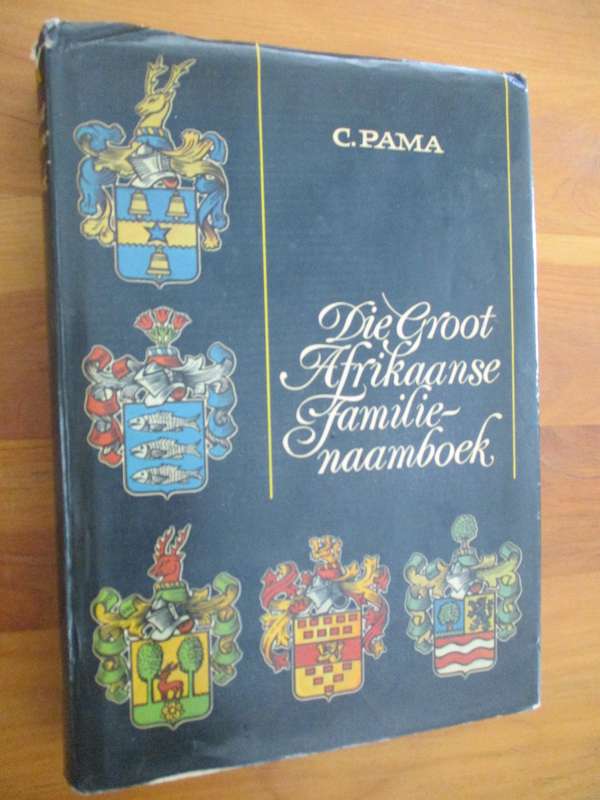 C. PAMA
Die Groot
Afrikaanse
Familie-
naamboek